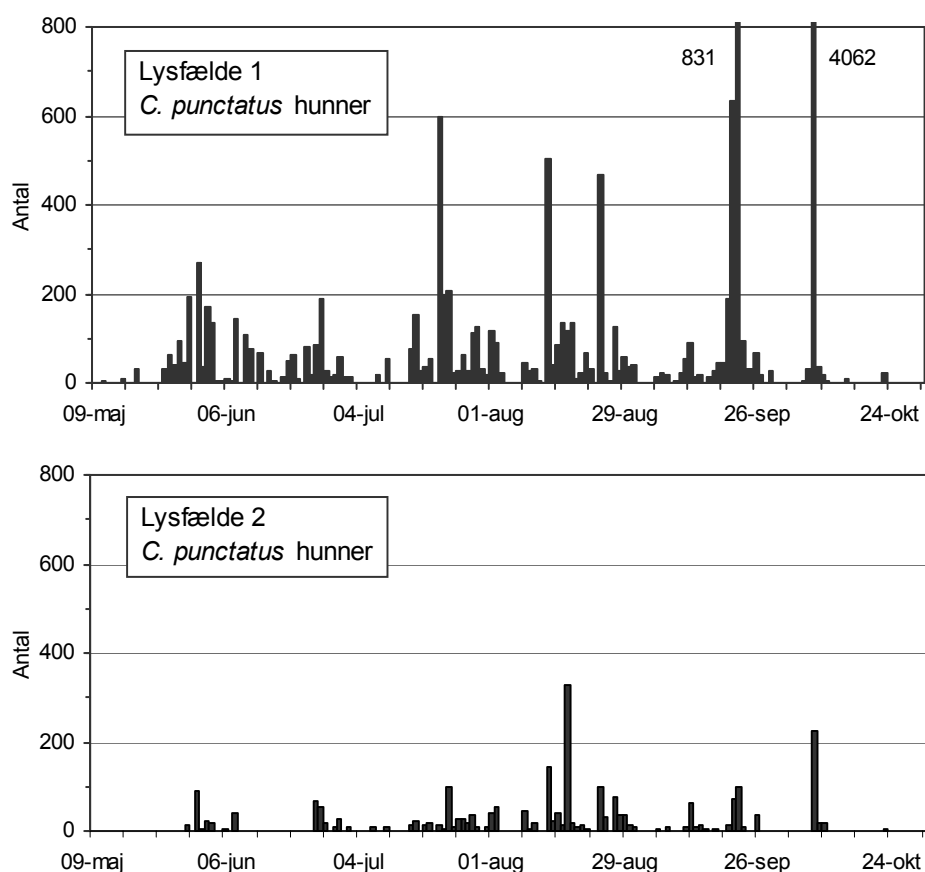 800
600
400
200
0
Antal
Lysfælde 1
C. punctatus hunner
831
4062
09-maj 06-jun 04-jul 01-aug 29-aug 26-sep 24-okt
800
600
400
200
0
Antal
Lysfælde 2
C. punctatus hunner
09-maj 06-jun 04-jul 01-aug 29-aug 26-sep 24-okt